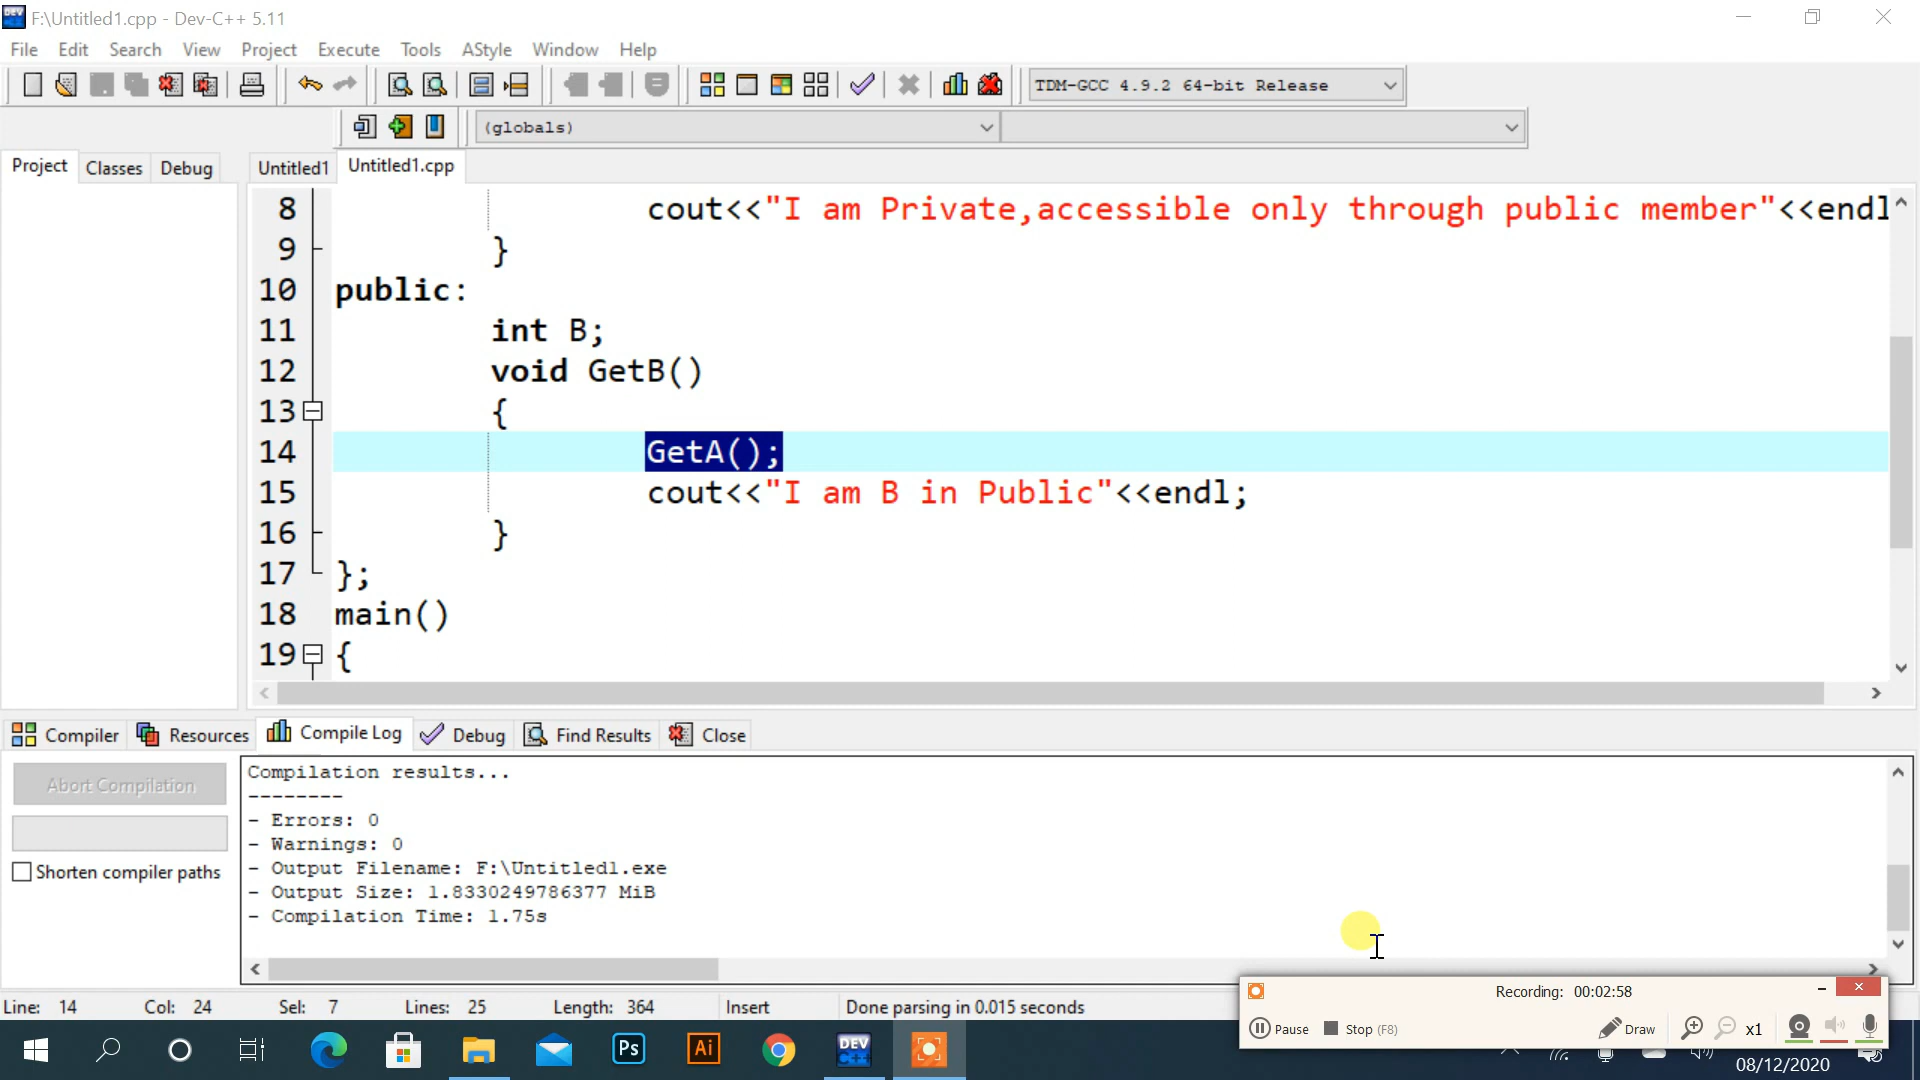 F:\Untitled1.cpp - Dev-C++ 5.11
File Edit Search View Project Execute Tools AStyle Window Help
TDM-GCC 4.9.2 64-bit Release
(globals)
Project Classes Debug Untitled1 Untitled1.cpp
8 cout<<"I am Private,accessible only through public member"<<endl
9 }
10 public:
11 int B;
12 void GetB()
13 {
14 GetA();
15 cout<<"I am B in Public"<<endl;
16 }
17 };
18 main()
19 {
Compiler Resources Compile Log Debug Find Results Close
Abort Compilation
Shorten compiler paths
Compilation results...
--------
- Errors: 0
- Warnings: 0
- Output Filename: F:\Untitled1.exe
- Output Size: 1.8330249786377 MiB
- Compilation Time: 1.75s
Line: 14 Col: 24 Sel: 7 Lines: 25 Length: 364 Insert Done parsing in 0.015 seconds
Recording: 00:02:58
Pause Stop (F8) Draw x1
DEV
C++
Ps
Ai
DEV
C++
08/12/2020